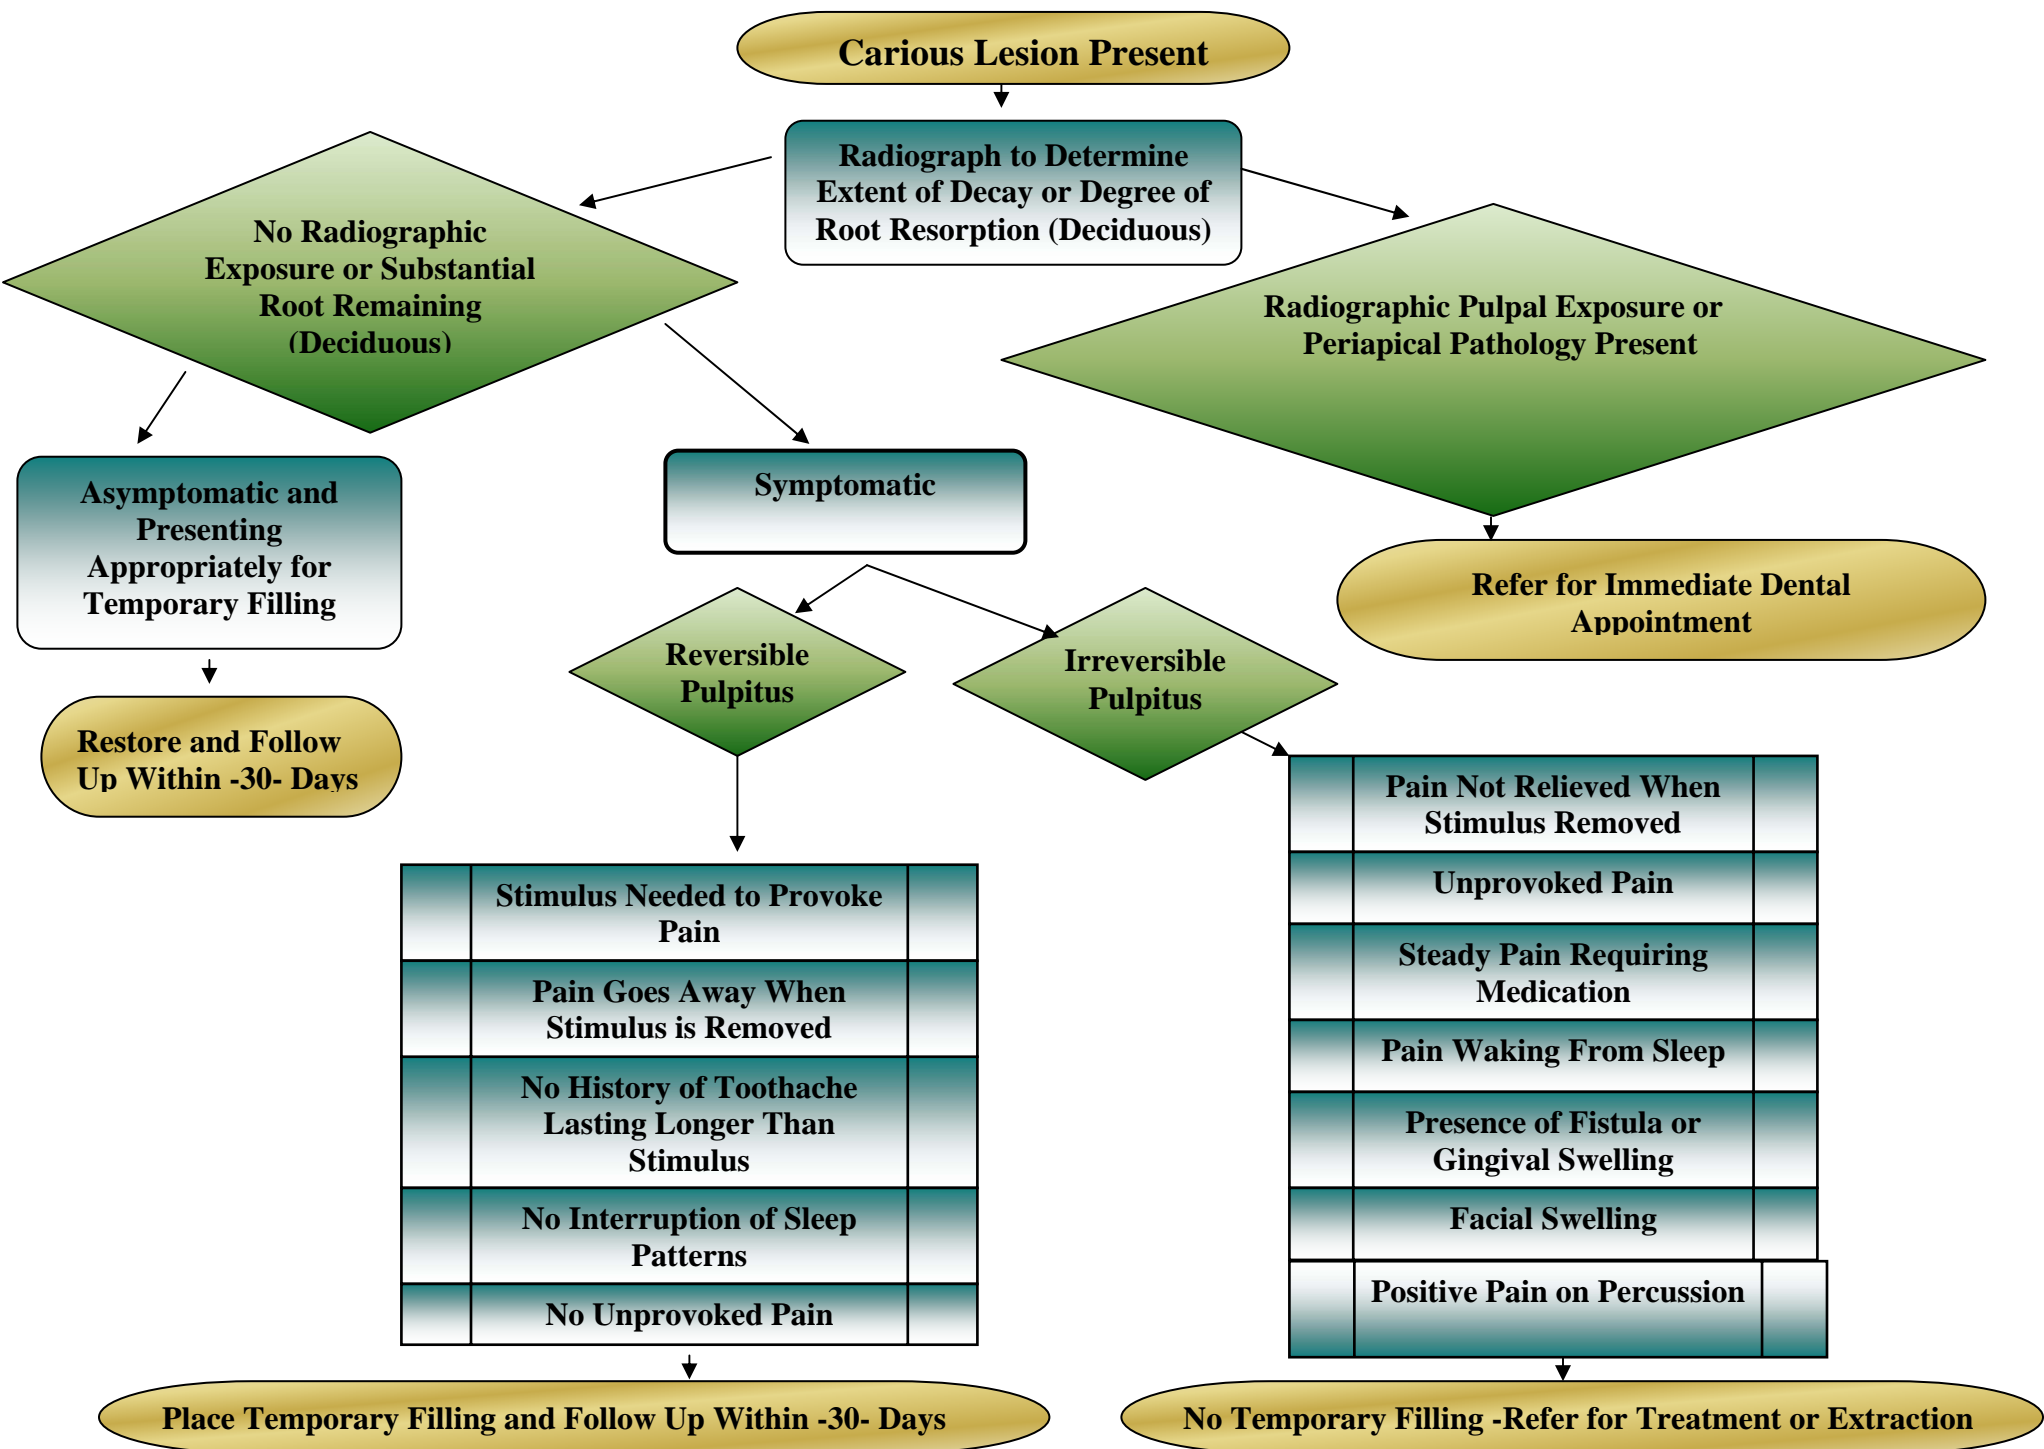 Carious Lesion Present
Radiograph to Determine
Extent of Decay or Degree of
Root Resorption (Deciduous)
No Radiographic
Exposure or Substantial
Root Remaining
(Deciduous)
Radiographic Pulpal Exposure or
Periapical Pathology Present
Asymptomatic and
Presenting
Appropriately for
Temporary Filling
Symptomatic
Refer for Immediate Dental
Appointment
Reversible
Pulpitus
Irreversible
Pulpitus
Restore and Follow
Up Within -30- Days
Stimulus Needed to Provoke
Pain
Pain Goes Away When
Stimulus is Removed
No History of Toothache
Lasting Longer Than
Stimulus
No Interruption of Sleep
Patterns
No Unprovoked Pain
Pain Not Relieved When
Stimulus Removed
Unprovoked Pain
Steady Pain Requiring
Medication
Pain Waking From Sleep
Presence of Fistula or
Gingival Swelling
Facial Swelling
Positive Pain on Percussion
Place Temporary Filling and Follow Up Within -30- Days
No Temporary Filling -Refer for Treatment or Extraction